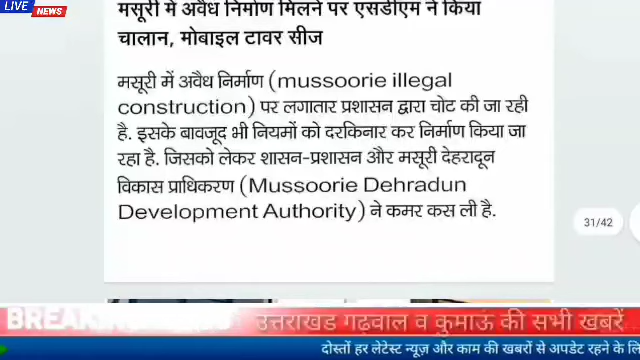 LIVE
NEWS
मसूरी में अवैध निर्माण मिलने पर एसडीएम ने किया
चालान, मोबाइल टावर सीज
मसूरी में अवैध निर्माण (mussoorie illegal
construction) पर लगातार प्रशासन द्वारा चोट की जा रही
है. इसके बावजूद भी नियमों को दरकिनार कर निर्माण किया जा
रहा है. जिसको लेकर शासन-प्रशासन और मसूरी देहरादून
विकास प्राधिकरण (Mussoorie Dehradun
Development Authority) ने कमर कस ली है.
31/42
BREAKING उत्तराखंड गढ़वाल व कुमाऊं की सभी खबरें
दोस्तों हर लेटेस्ट न्यूज़ और काम की खबरों से अपडेट रहने के लि